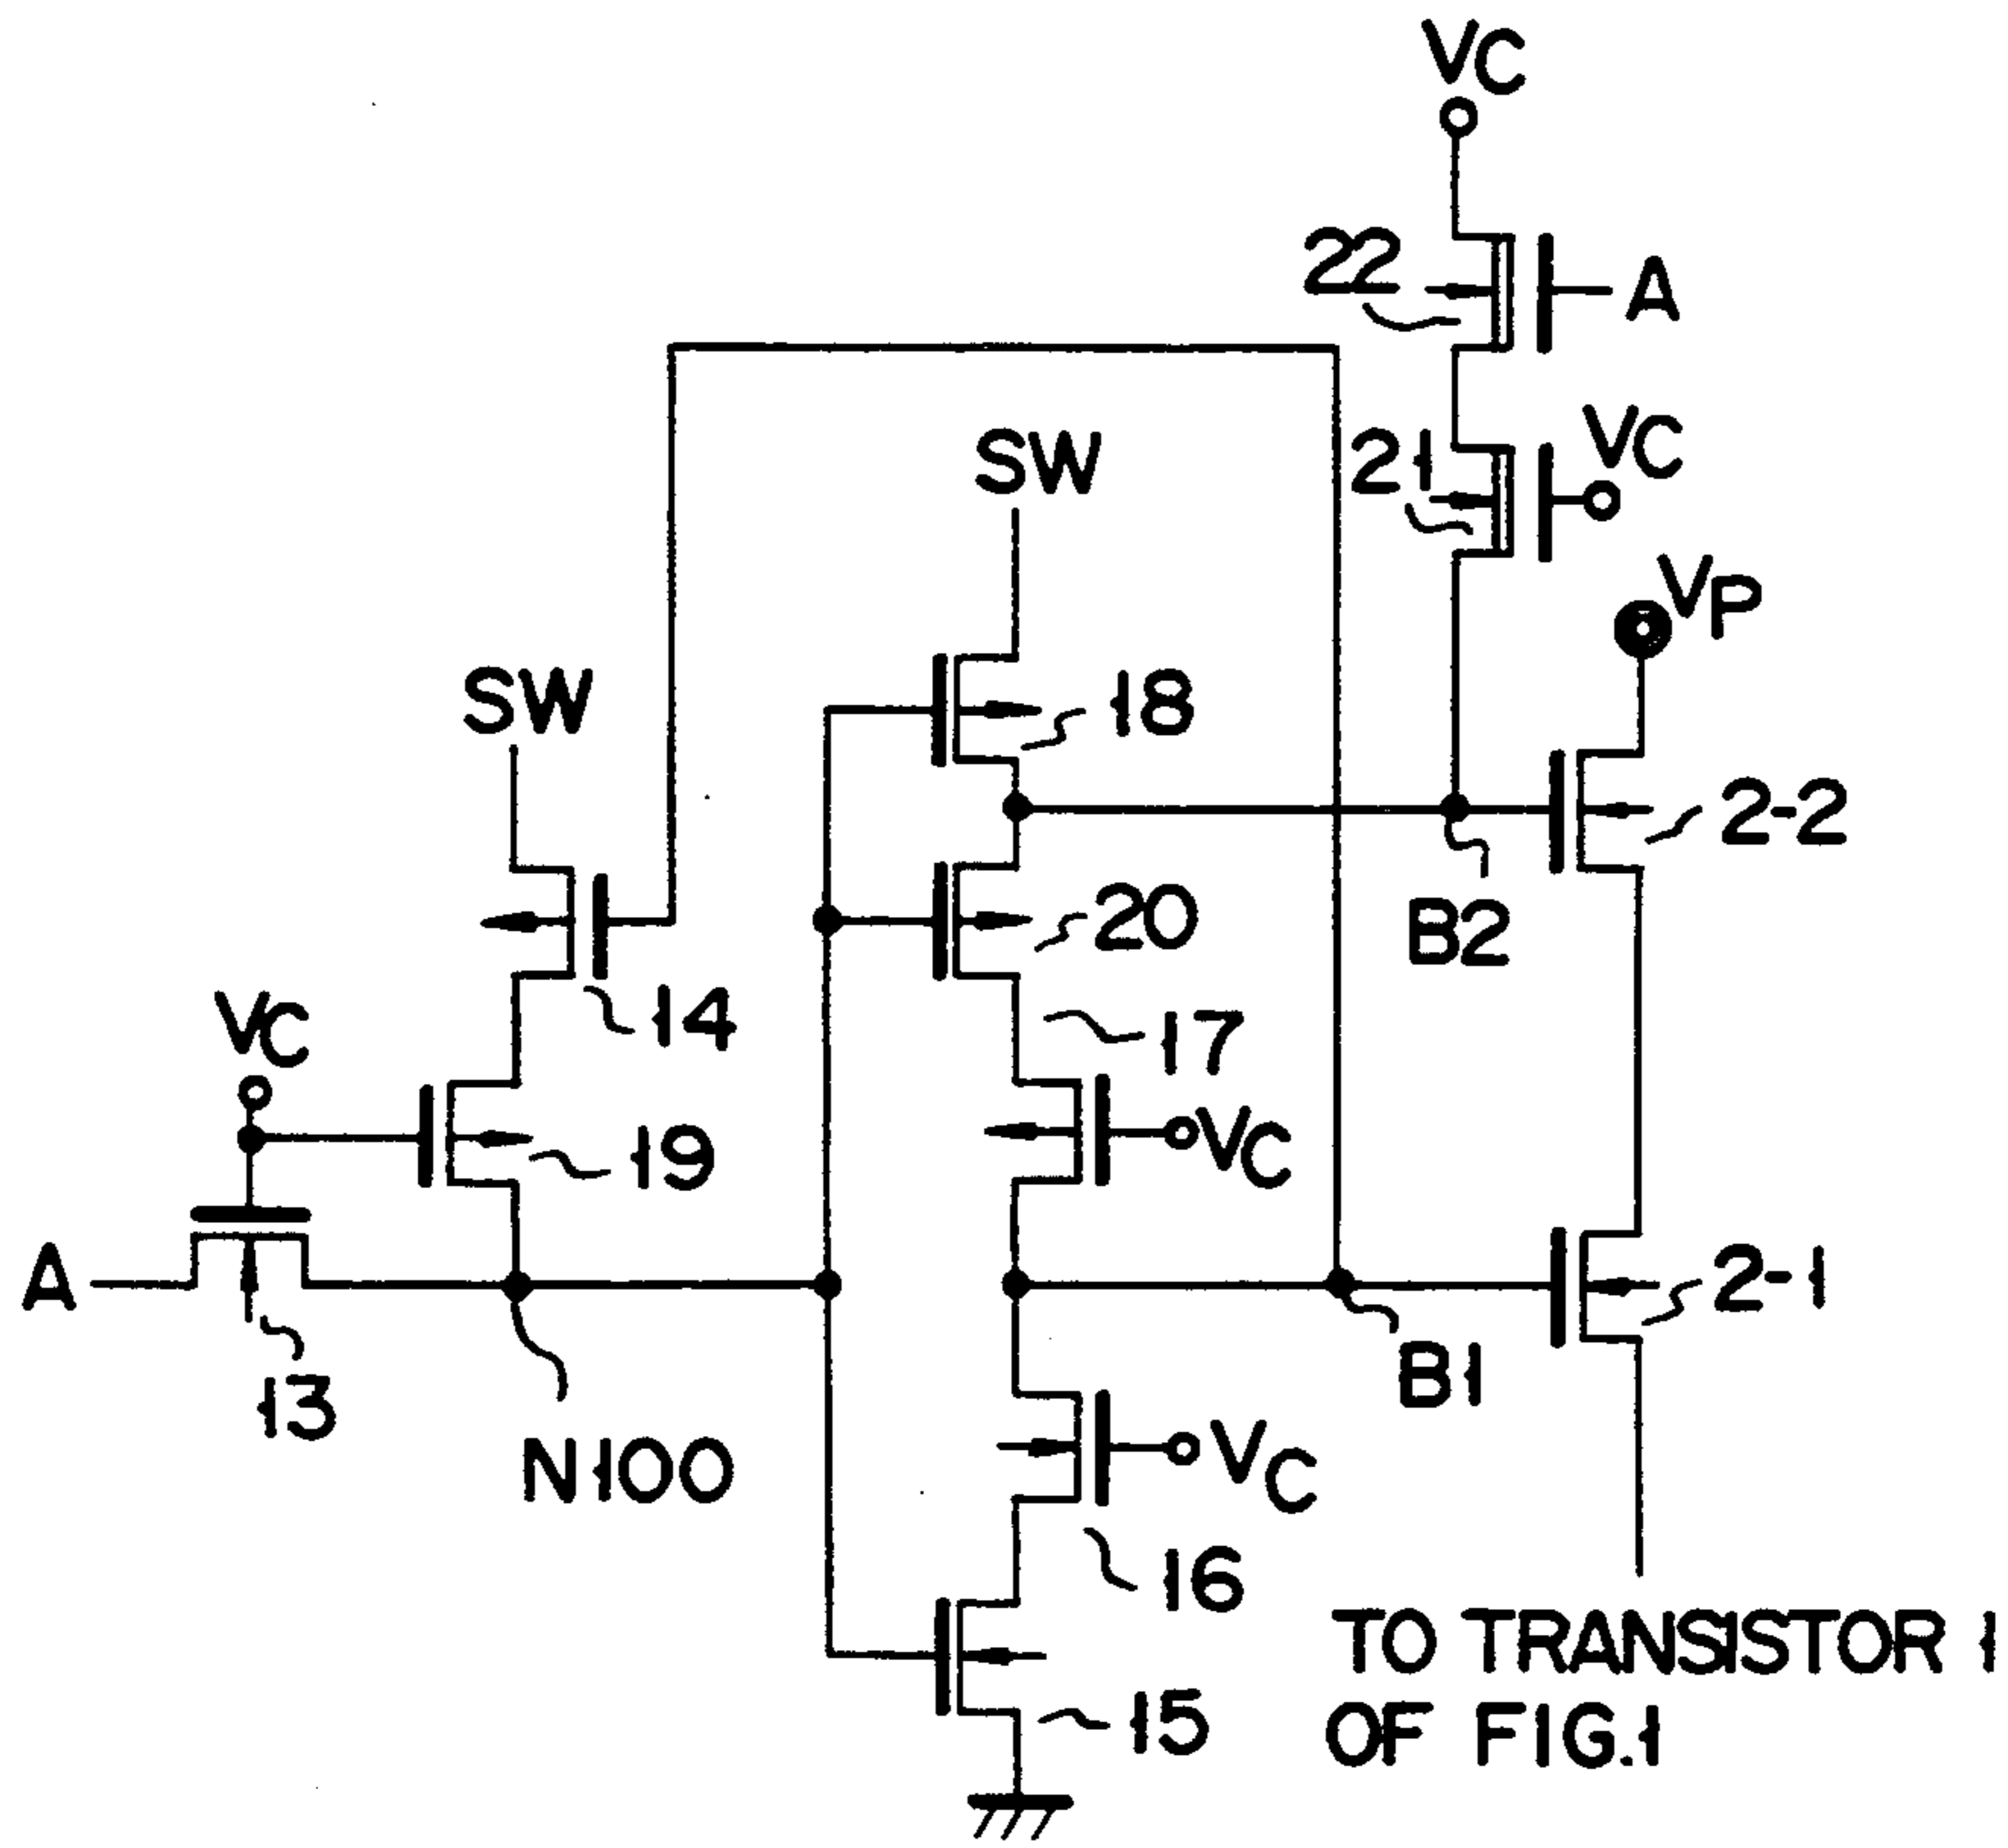 VC
22
A
21
VC
SW
VP
SW
18
2-2
20
B2
VC
14
17
19
VC
A
2-1
13
B1
N100
VC
16
15
TO TRANSISTOR 1
OF FIG.1